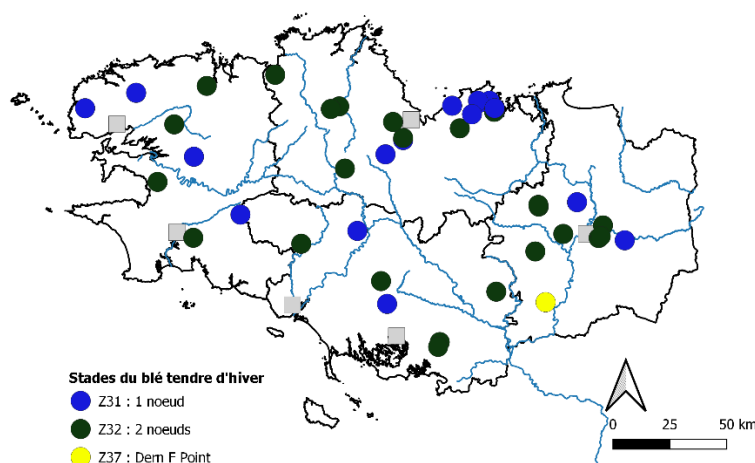 Stades du blé tendre d'hiver
Z31 : 1 noeud
Z32 : 2 noeuds
Z37 : Dern F Point
0 25 50 km